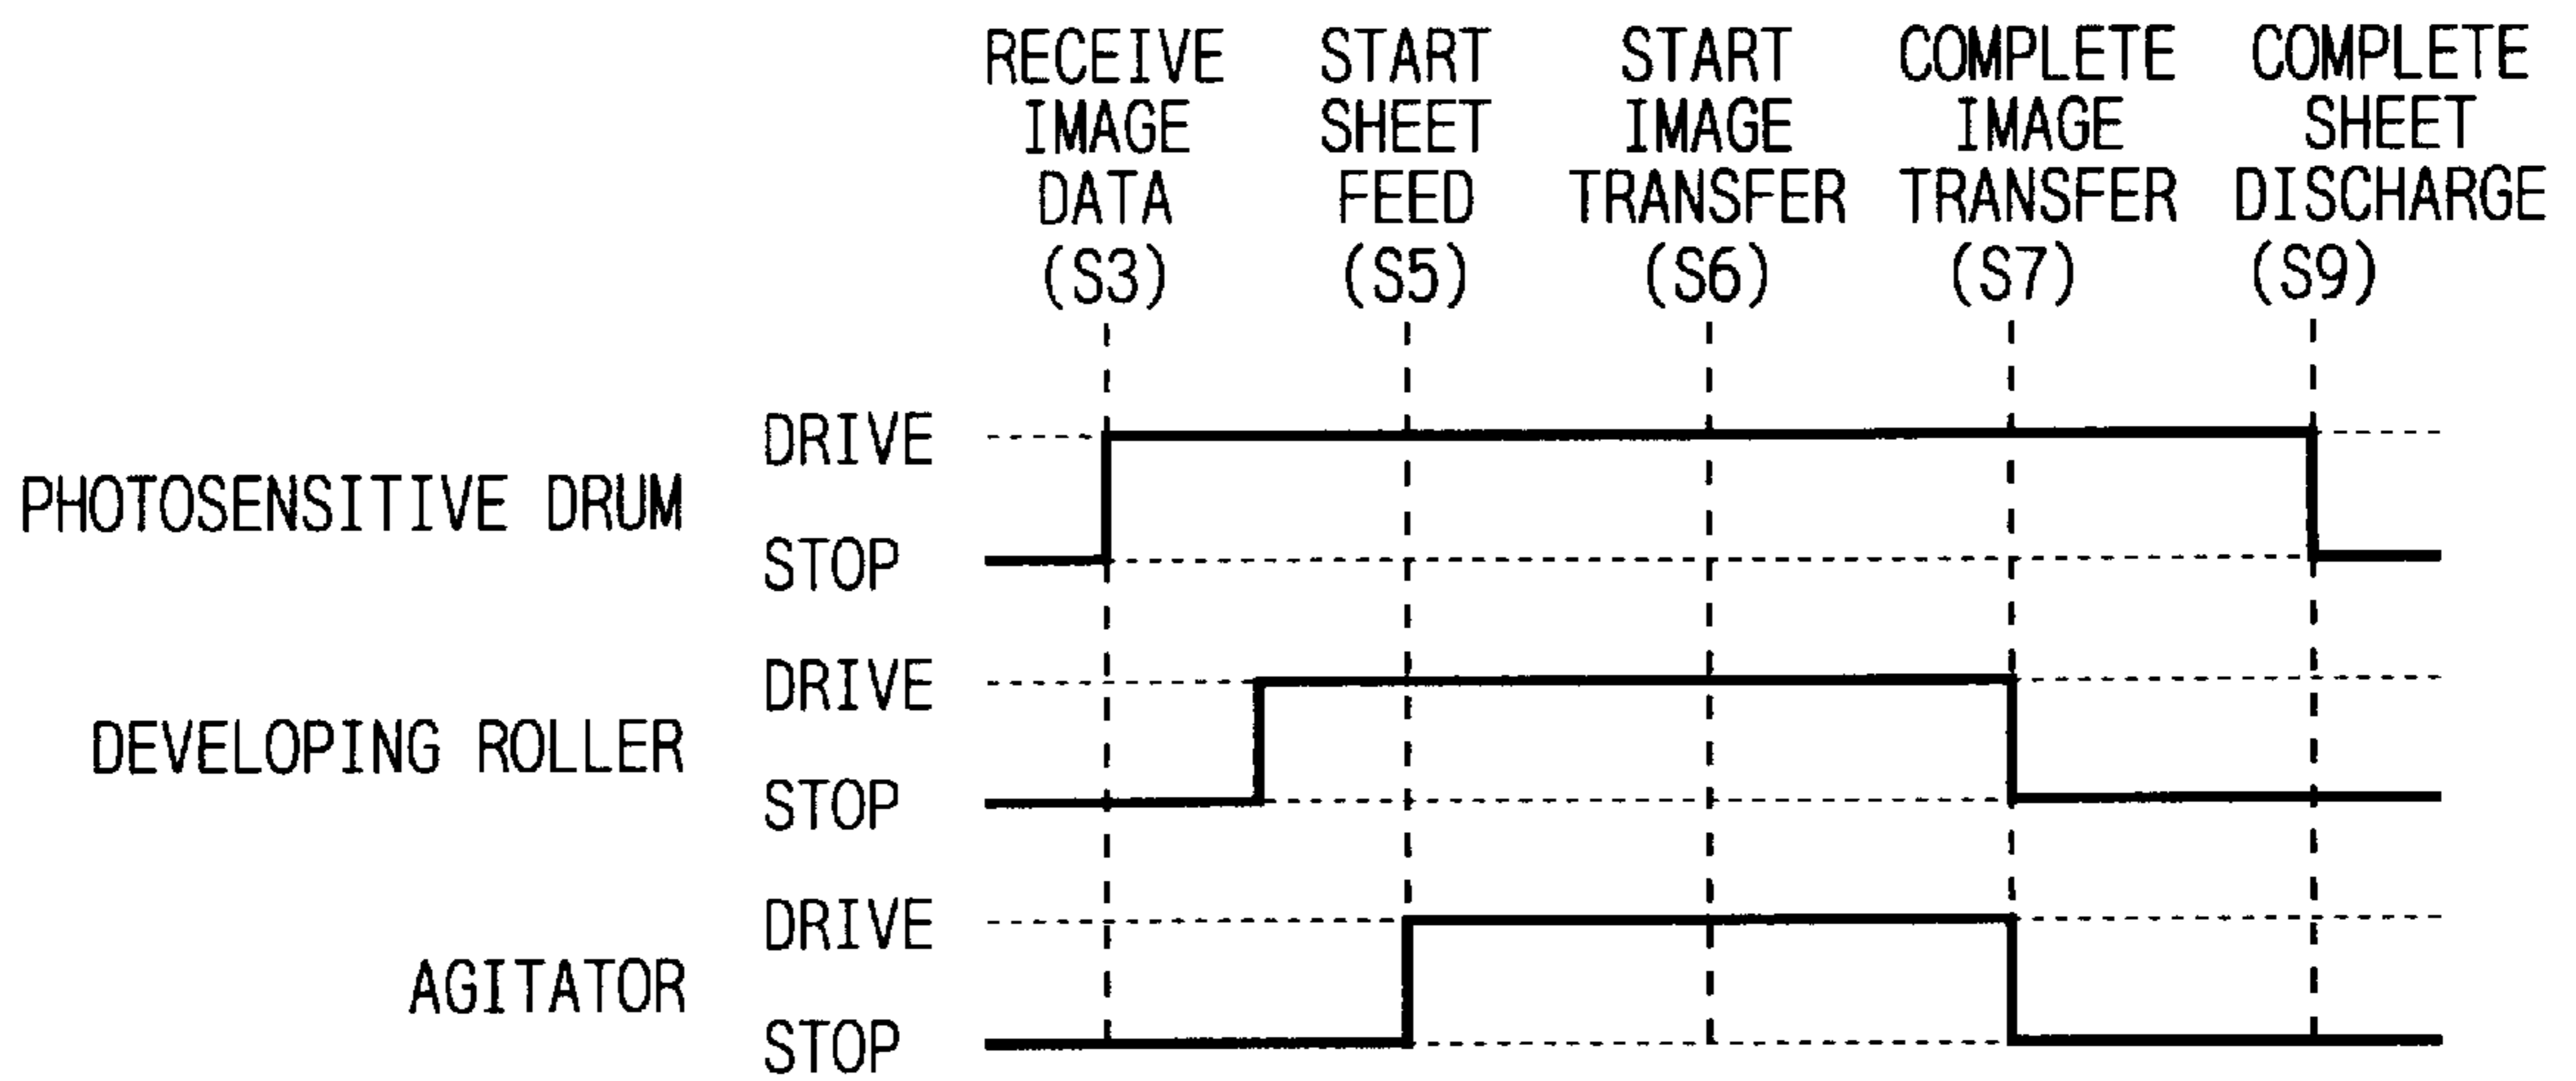 RECEIVE IMAGE DATA (S3)
START SHEET FEED (S5)
START IMAGE TRANSFER (S6)
COMPLETE IMAGE TRANSFER (S7)
COMPLETE SHEET DISCHARGE (S9)
PHOTOSENSITIVE DRUM
DRIVE
STOP
DEVELOPING ROLLER
DRIVE
STOP
AGITATOR
DRIVE
STOP